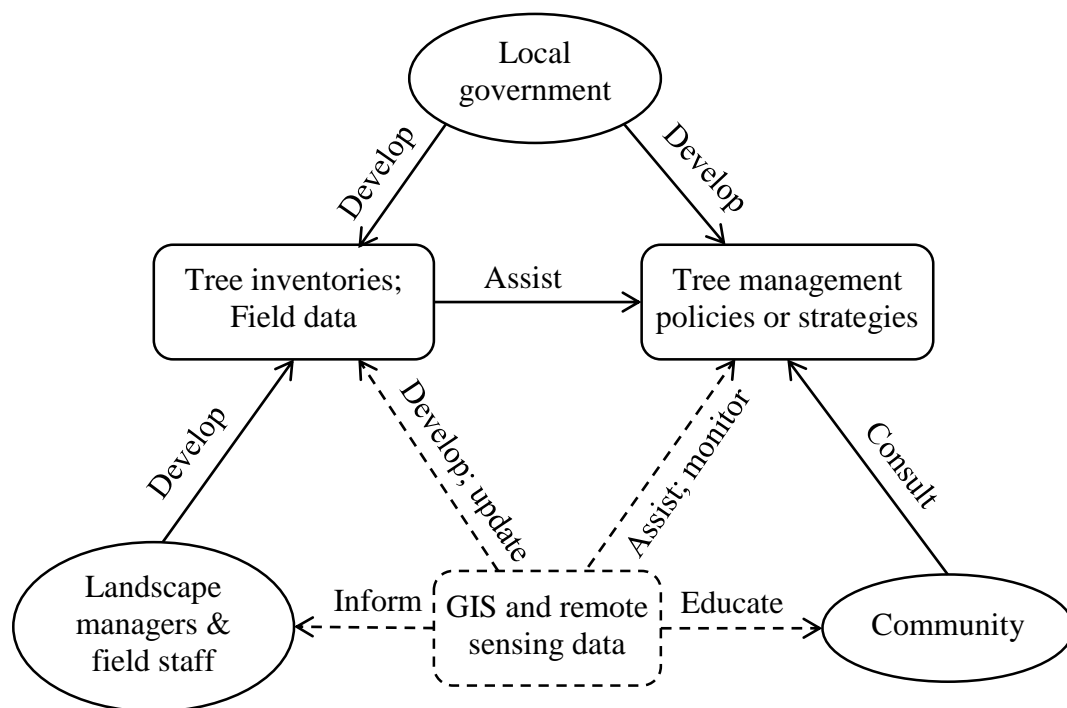 Local
government
Develop
Develop
Tree inventories;
Field data
Assist
Tree management
policies or strategies
Develop
Develop; update
Assist; monitor
Consult
Landscape
managers &
field staff
Inform
GIS and remote
sensing data
Educate
Community